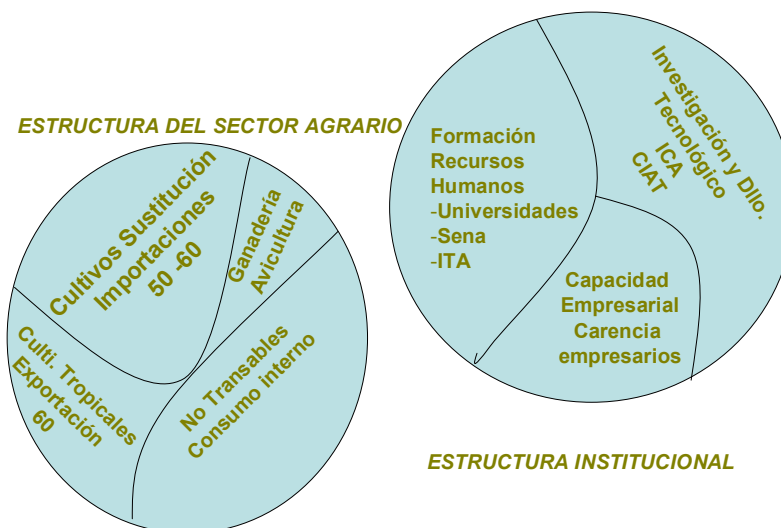 ESTRUCTURA DEL SECTOR AGRARIO
Cultivos Sustitución
Importaciones
50 -60
Ganadería
Avicultura
Culti. Tropicales
Exportación
60
No Transables
Consumo interno
Formación
Recursos
Humanos
-Universidades
-Sena
-ITA
Investigación y Dllo.
Tecnológico
ICA
CIAT
Capacidad
Empresarial
Carencia
empresarios
ESTRUCTURA INSTITUCIONAL